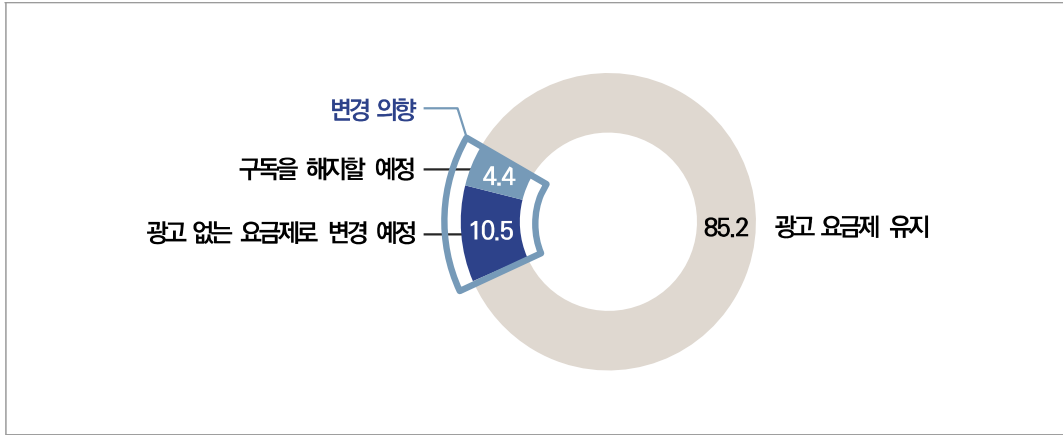 변경 의향
구독을 해지할 예정
4.4
광고 없는 요금제로 변경 예정
10.5
85.2
광고 요금제 유지